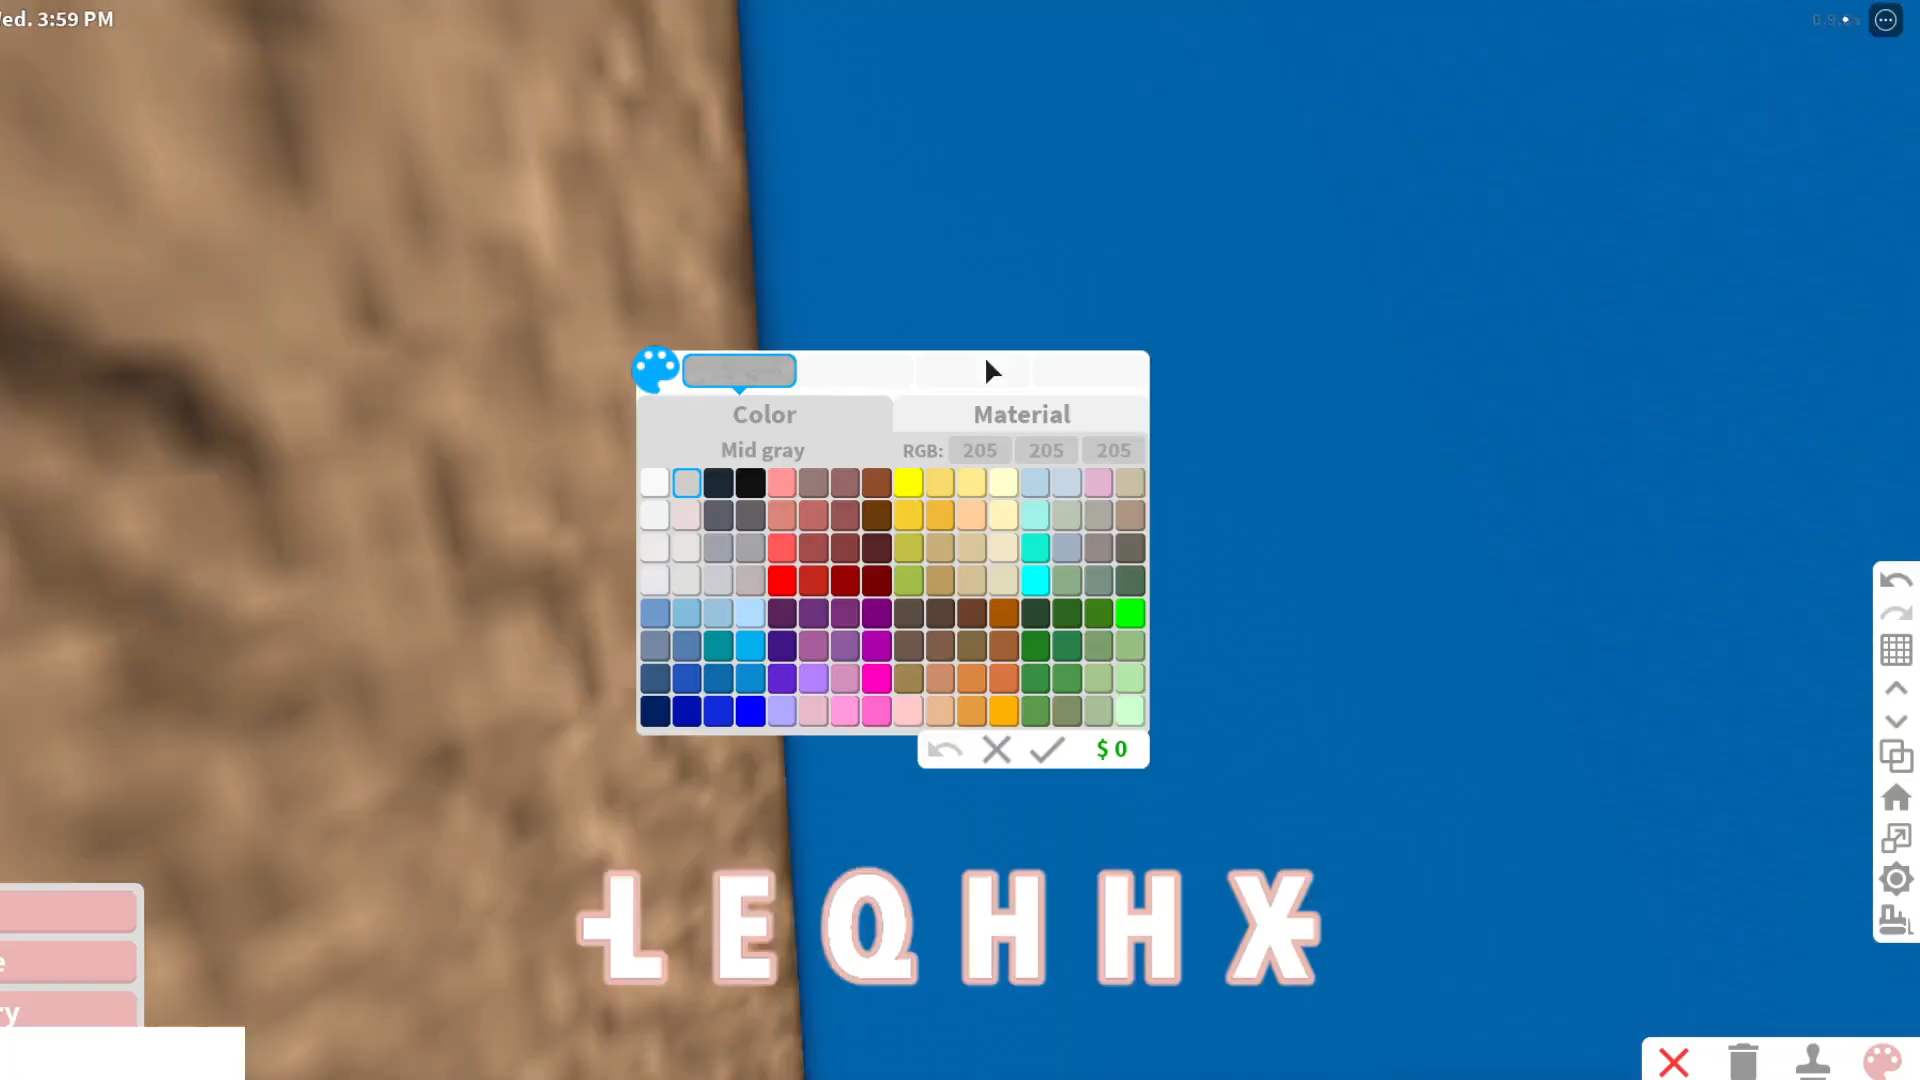 ed. 3:59 PM
Color
Material
Mid gray
RGB: 205 205 205
$ 0
LEQHHX
e
ry